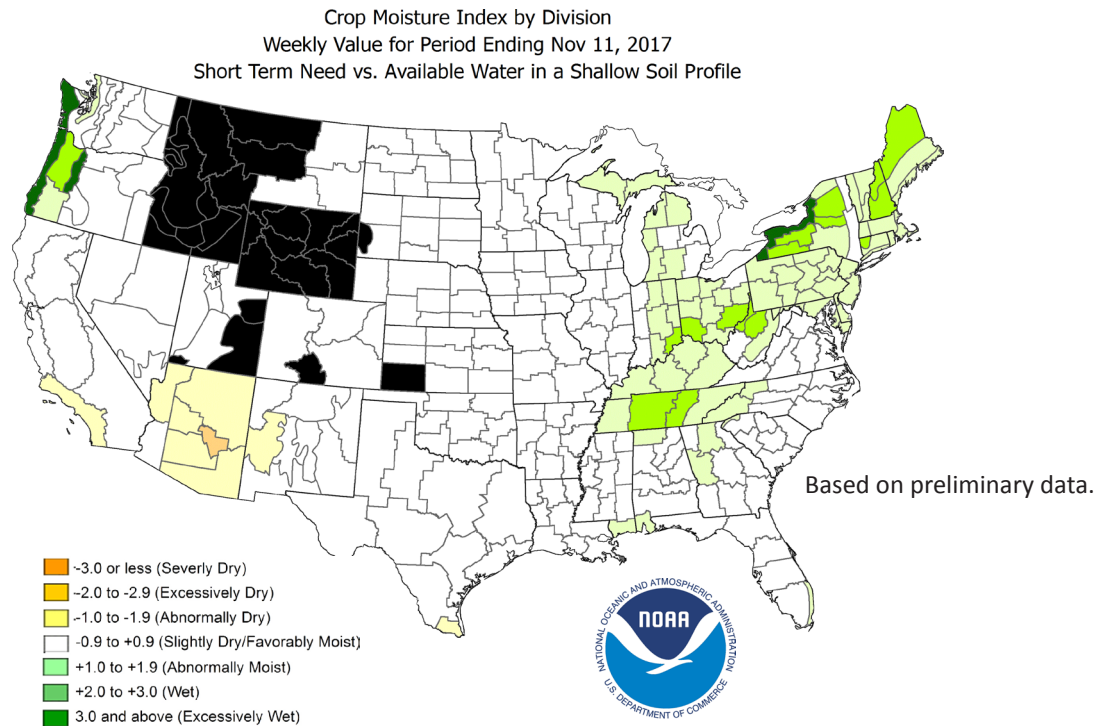 Crop Moisture Index by Division
Weekly Value for Period Ending Nov 11, 2017
Short Term Need vs. Available Water in a Shallow Soil Profile
Based on preliminary data.
-3.0 or less (Severly Dry)
-2.0 to -2.9 (Excessively Dry)
-1.0 to -1.9 (Abnormally Dry)
-0.9 to +0.9 (Slightly Dry/Favorably Moist)
+1.0 to +1.9 (Abnormally Moist)
+2.0 to +3.0 (Wet)
3.0 and above (Excessively Wet)
NATIONAL OCEANIC AND ATMOSPHERIC ADMINISTRATION
NOAA
U.S. DEPARTMENT OF COMMERCE